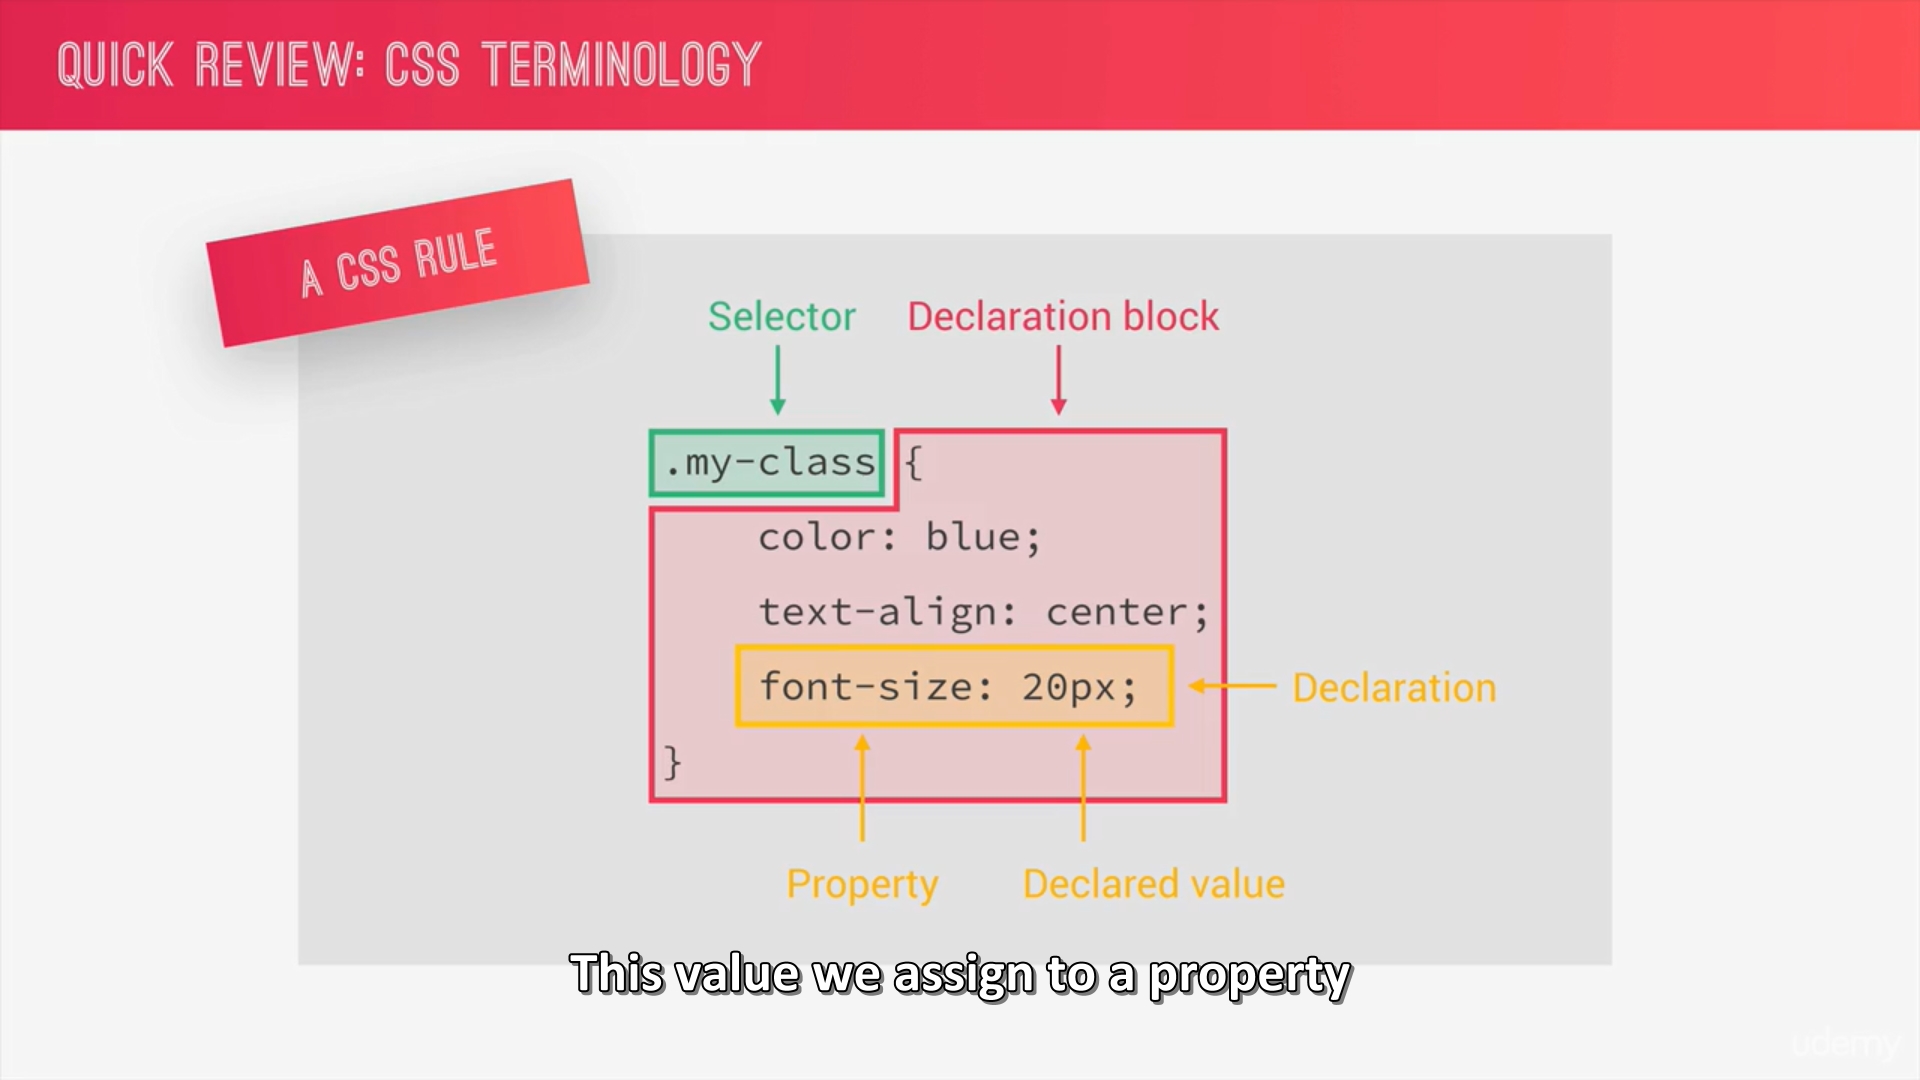 QUICK REVIEW: CSS TERMINOLOGY
A CSS RULE
Selector
Declaration block
.my-class {
color: blue;
text-align: center;
font-size: 20px;
Declaration
}
Property
Declared value
This value we assign to a property
udemy